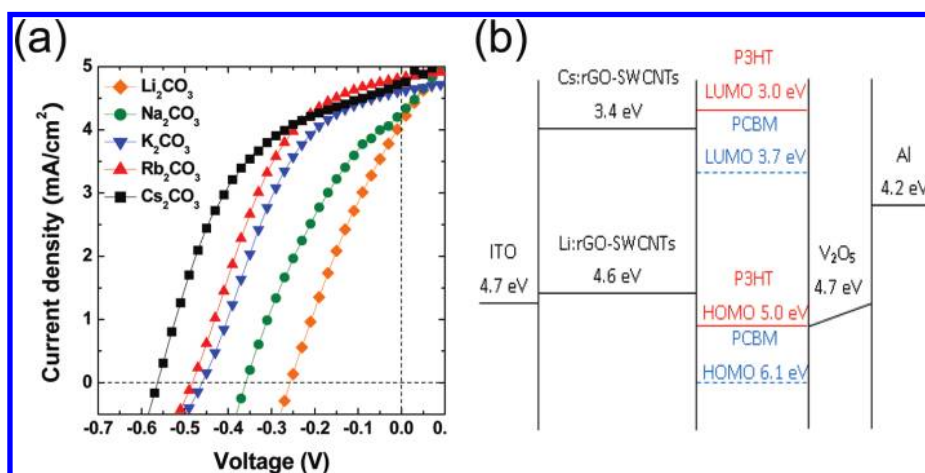 (a)
5
4
3
2
1
0
Current density (mA/cm²)
Li₂CO₃
Na₂CO₃
K₂CO₃
Rb₂CO₃
Cs₂CO₃
-0.7 -0.6 -0.5 -0.4 -0.3 -0.2 -0.1 0.0 0.
Voltage (V)
(b)
Cs:rGO-SWCNTs
3.4 eV
P3HT
LUMO 3.0 eV
PCBM
LUMO 3.7 eV
Al
4.2 eV
ITO
4.7 eV
Li:rGO-SWCNTs
4.6 eV
P3HT
HOMO 5.0 eV
PCBM
HOMO 6.1 eV
V₂O₅
4.7 eV